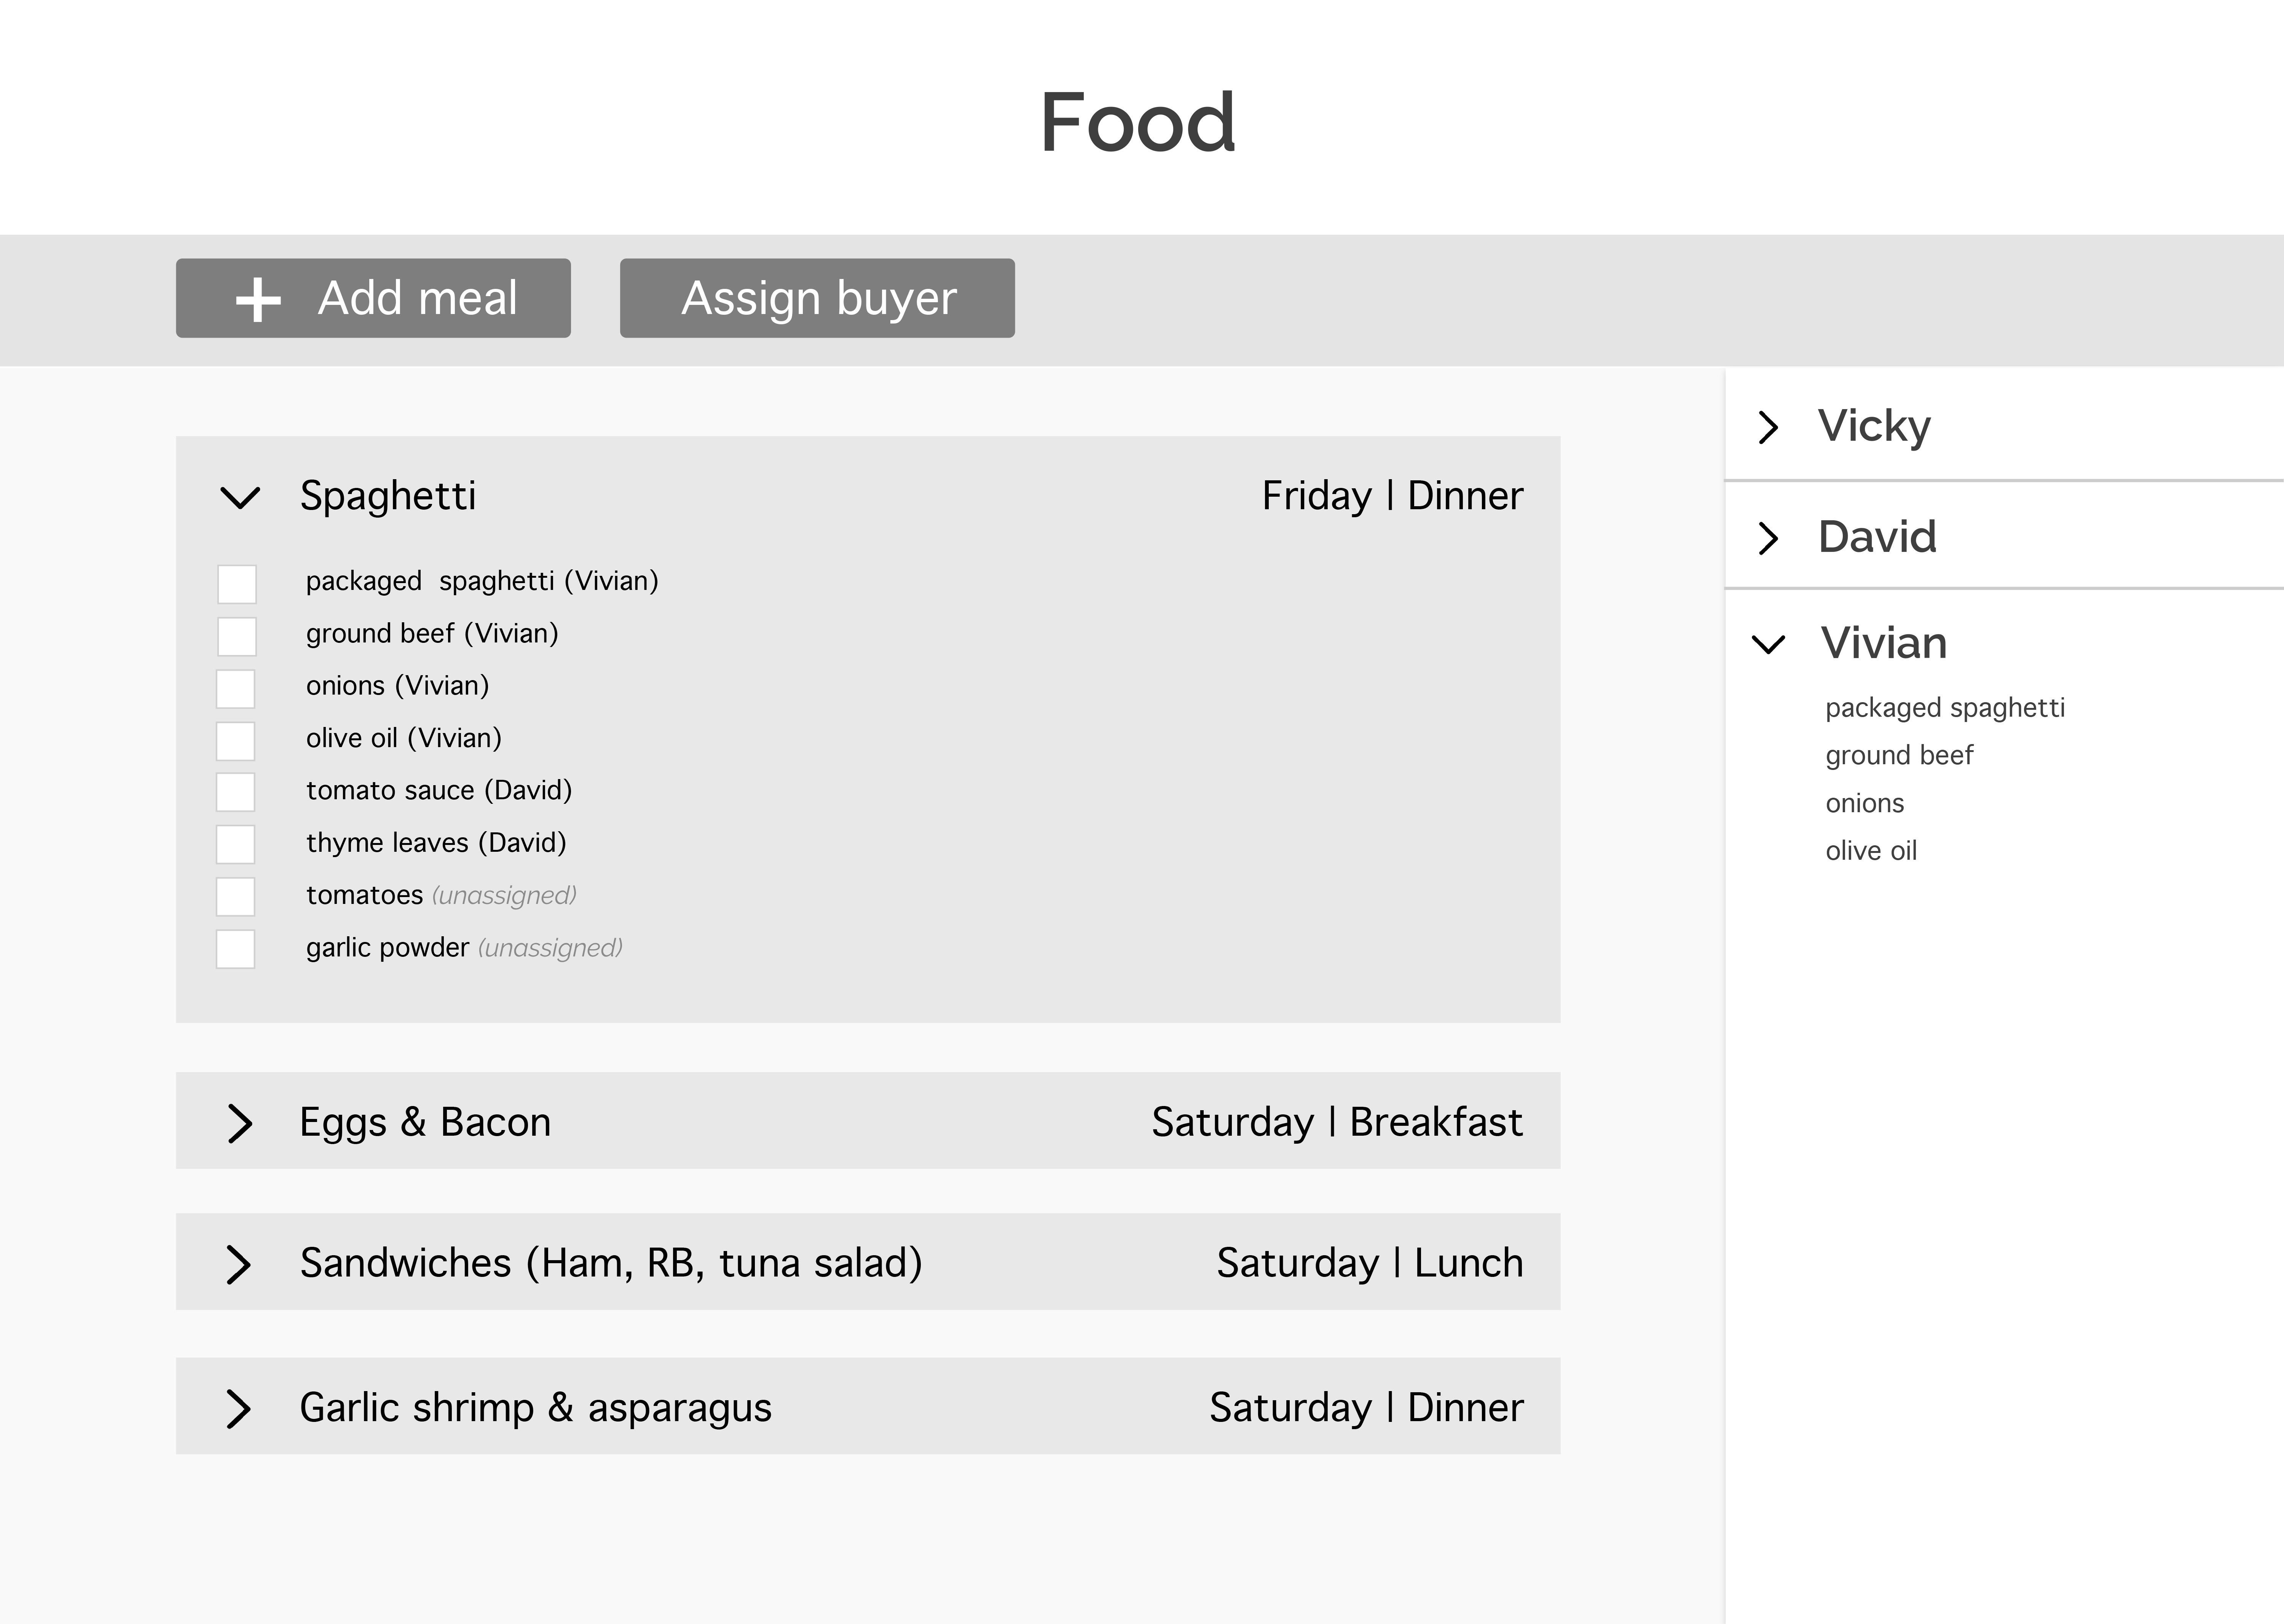 Food
Add meal
Assign buyer
Spaghetti
Friday | Dinner
packaged  spaghetti (Vivian)
ground beef (Vivian)
onions (Vivian)
olive oil (Vivian)
tomato sauce (David)
thyme leaves (David)
tomatoes (unassigned)
garlic powder (unassigned)
Eggs & Bacon
Saturday | Breakfast
Sandwiches (Ham, RB, tuna salad)
Saturday | Lunch
Garlic shrimp & asparagus
Saturday | Dinner
Vicky
David
Vivian
packaged spaghetti
ground beef
onions
olive oil